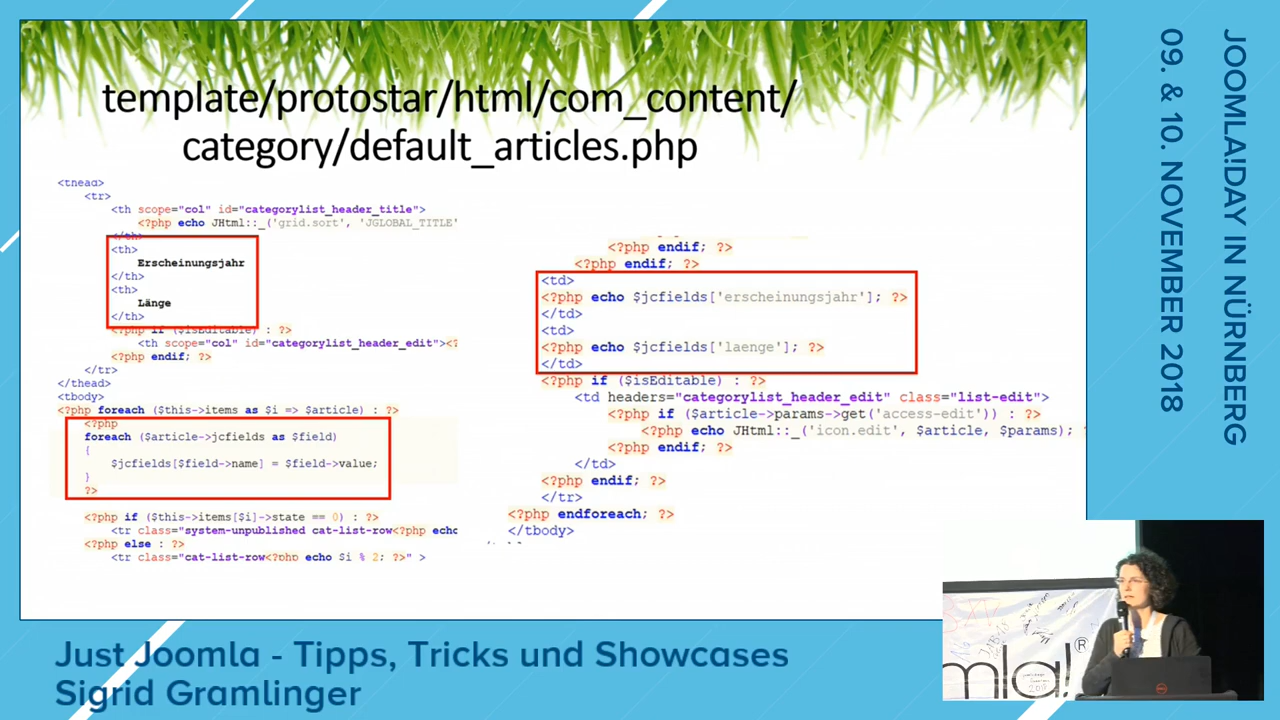 template/protostar/html/com_content/
category/default_articles.php
<thead>
<tr>
<th scope="col" id="categorylist_header_title">
<?php echo JHtml::_('grid.sort', 'JGLOBAL_TITLE'
</th>
<th>
Erscheinungsjahr
</th>
<th>
Länge
</th>
<?php if ($isEditable) : ?>
<th scope="col" id="categorylist_header_edit"><?
<?php endif; ?>
</tr>
</thead>
<tbody>
<?php foreach ($this->items as $i => $article) : ?>
<?php
foreach ($article->jcfields as $field)
{
$jcfields[$field->name] = $field->value;
}
?>
<?php if ($this->items[$i]->state == 0) : ?>
<tr class="system-unpublished cat-list-row<?php echo
<?php else : ?>
<tr class="cat-list-row<?php echo $i % 2; ?>" >
<?php endif; ?>
<?php endif; ?>
<td>
<?php echo $jcfields['erscheinungsjahr']; ?>
</td>
<td>
<?php echo $jcfields['laenge']; ?>
</td>
<?php if ($isEditable) : ?>
<td headers="categorylist_header_edit" class="list-edit">
<?php if ($article->params->get('access-edit')) : ?>
<?php echo JHtml::_('icon.edit', $article, $params);
<?php endif; ?>
</td>
<?php endif; ?>
</tr>
<?php endforeach; ?>
</tbody>
JOOMLA!DAY IN NÜRNBERG
09. & 10. NOVEMBER 2018
mla!®
Just Joomla - Tipps, Tricks und Showcases
Sigrid Gramlinger